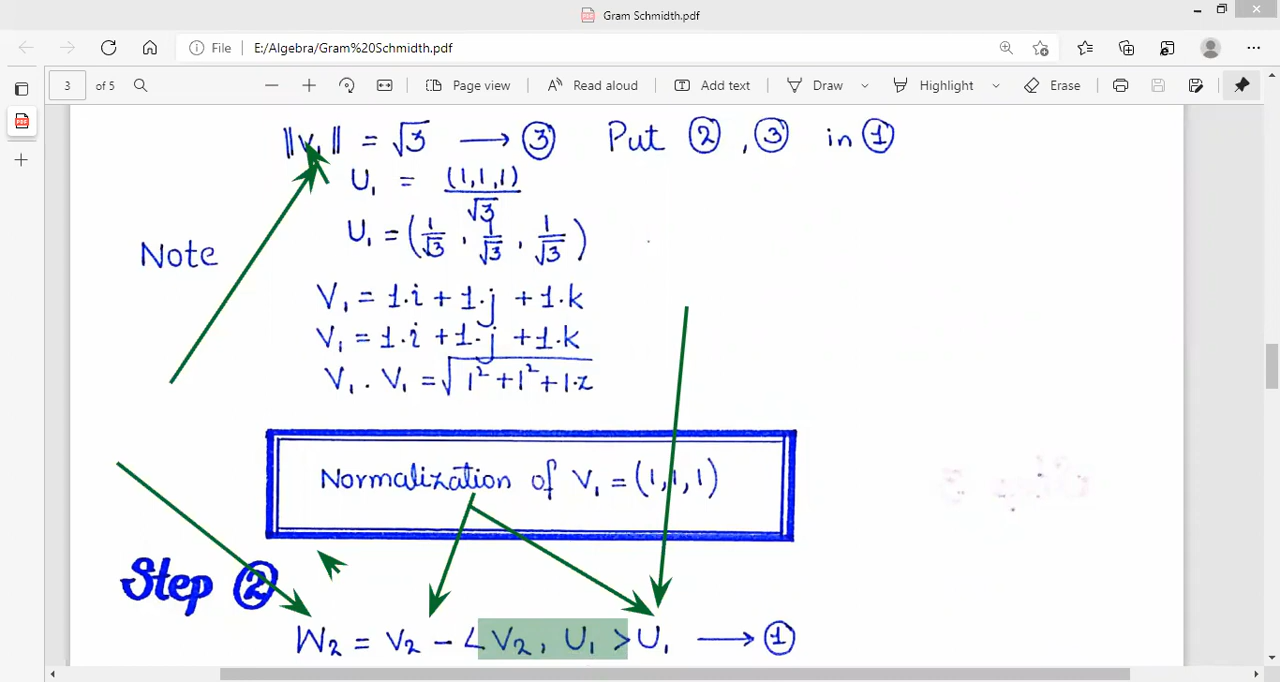 Gram Schmidth.pdf
File E:/Algebra/Gram%20Schmidth.pdf
3 of 5 Page view Read aloud Add text Draw Highlight Erase
||V₁|| = √3 → ③ Put ②, ③ in ①
U₁ = (1,1,1)/√3
Note
U₁ = (1/√3, 1/√3, 1/√3)
V₁ = 1.i + 1.j + 1.k
V₁ = 1.i + 1.j + 1.k
V₁ . V₁ = √1² + 1² + 1.2
Normalization of V₁ = (1,1,1)
Step ②
W₂ = V₂ - < V₂, U₁ > U₁ → ①